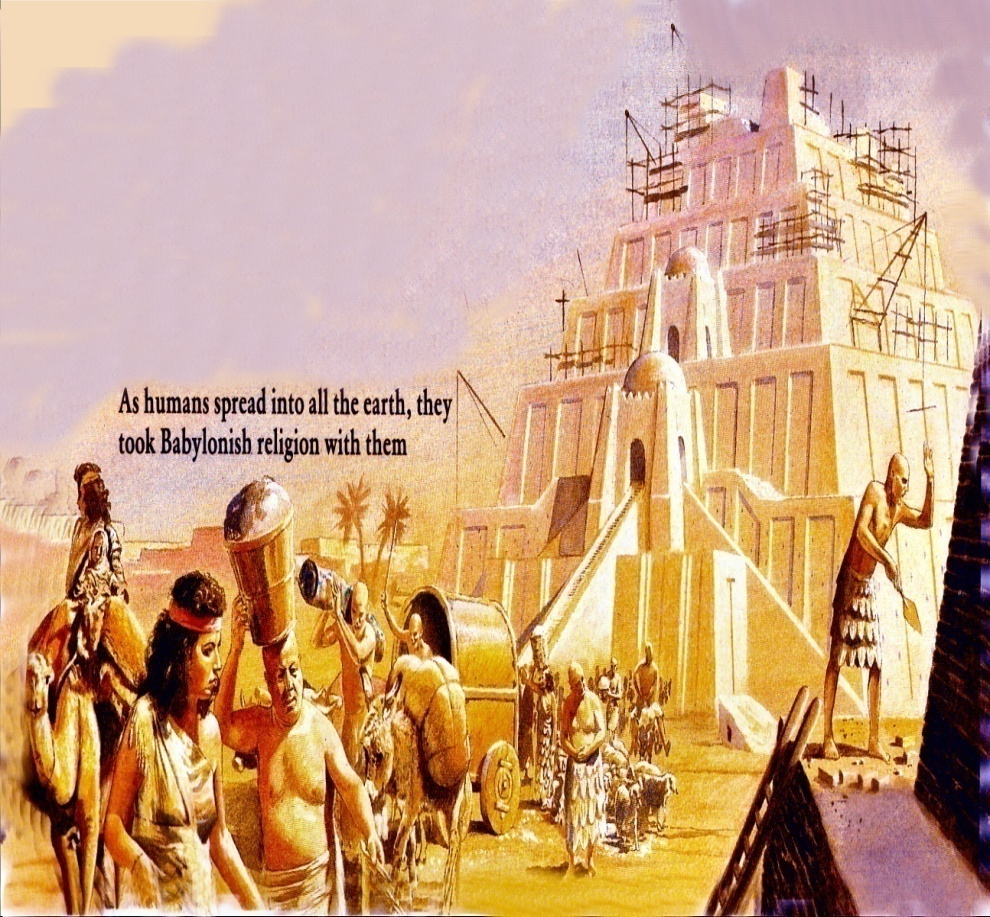 As humans spread into all the earth, they
took Babylonish religion with them